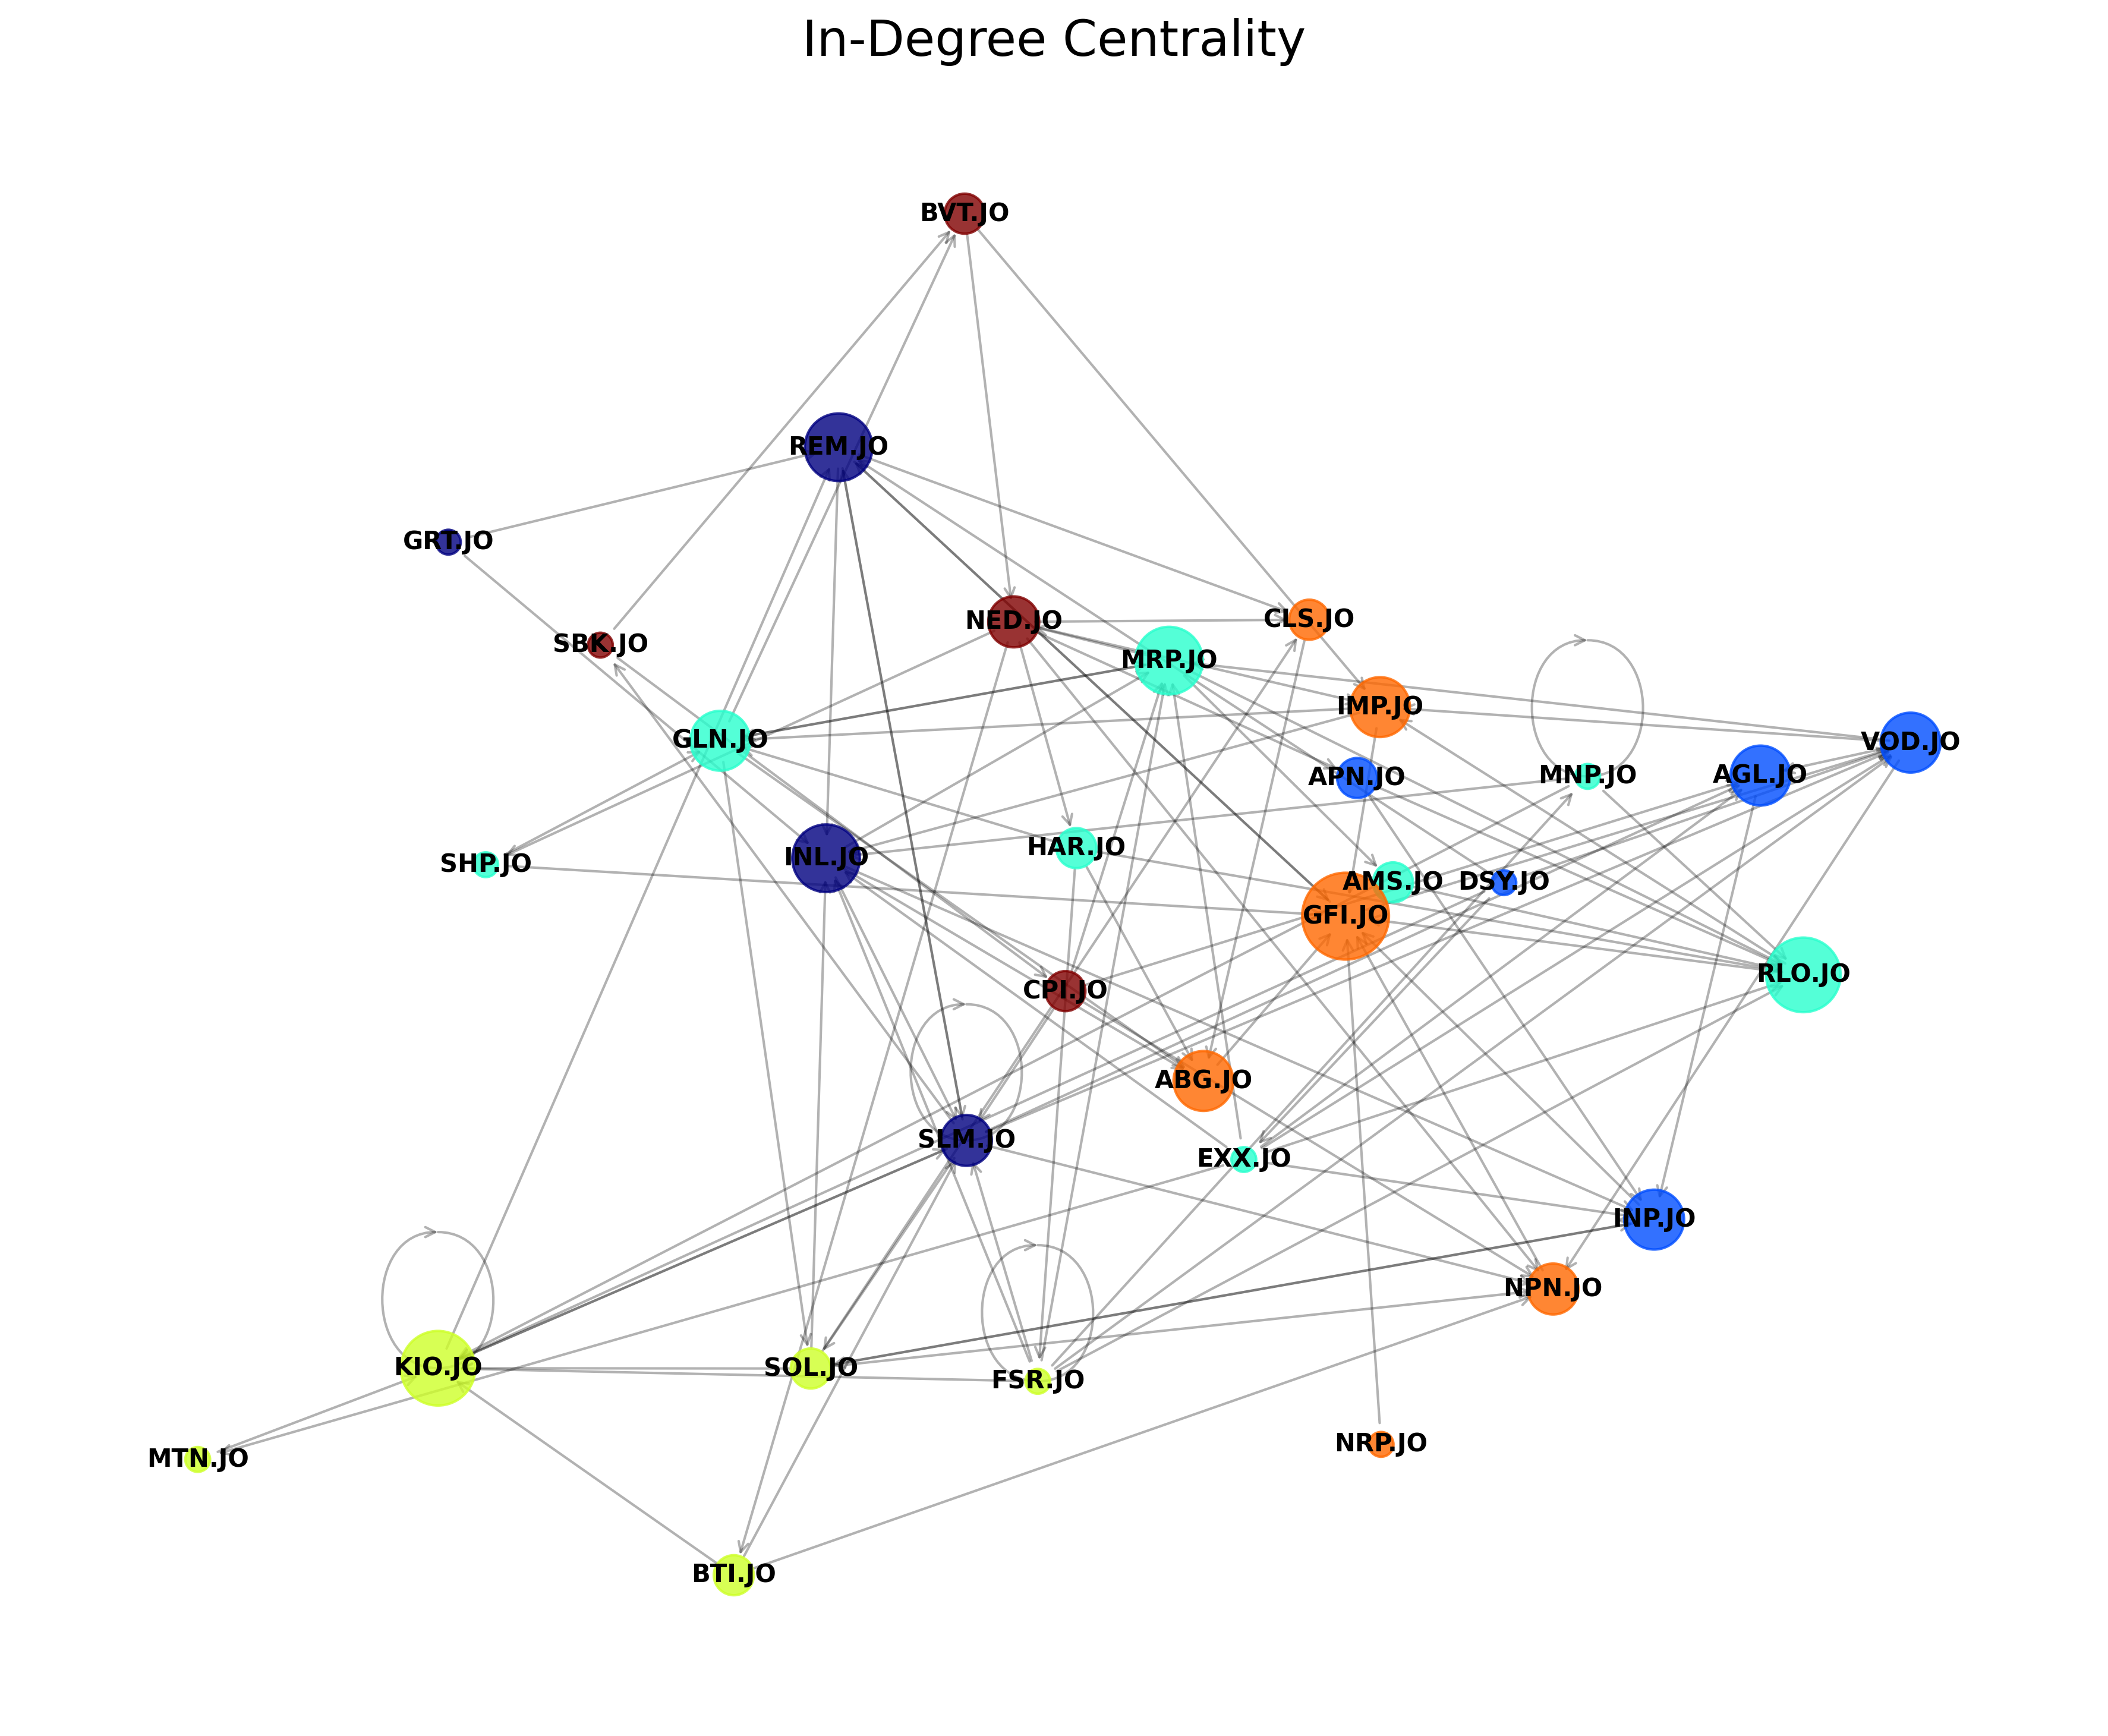 In-Degree Centrality
BVT.JO
REM.JO
GRT.JO
NED.JO
CLS.JO
SBK.JO
MRP.JO
IMP.JO
GLN.JO
VOD.JO
APN.JO
MNP.JO
AGL.JO
HAR.JO
INL.JO
SHP.JO
AMS.JO
DSY.JO
GFI.JO
RLO.JO
CPI.JO
ABG.JO
SLM.JO
EXX.JO
INP.JO
NPN.JO
KIO.JO
SOL.JO
FSR.JO
NRP.JO
MTN.JO
BTI.JO